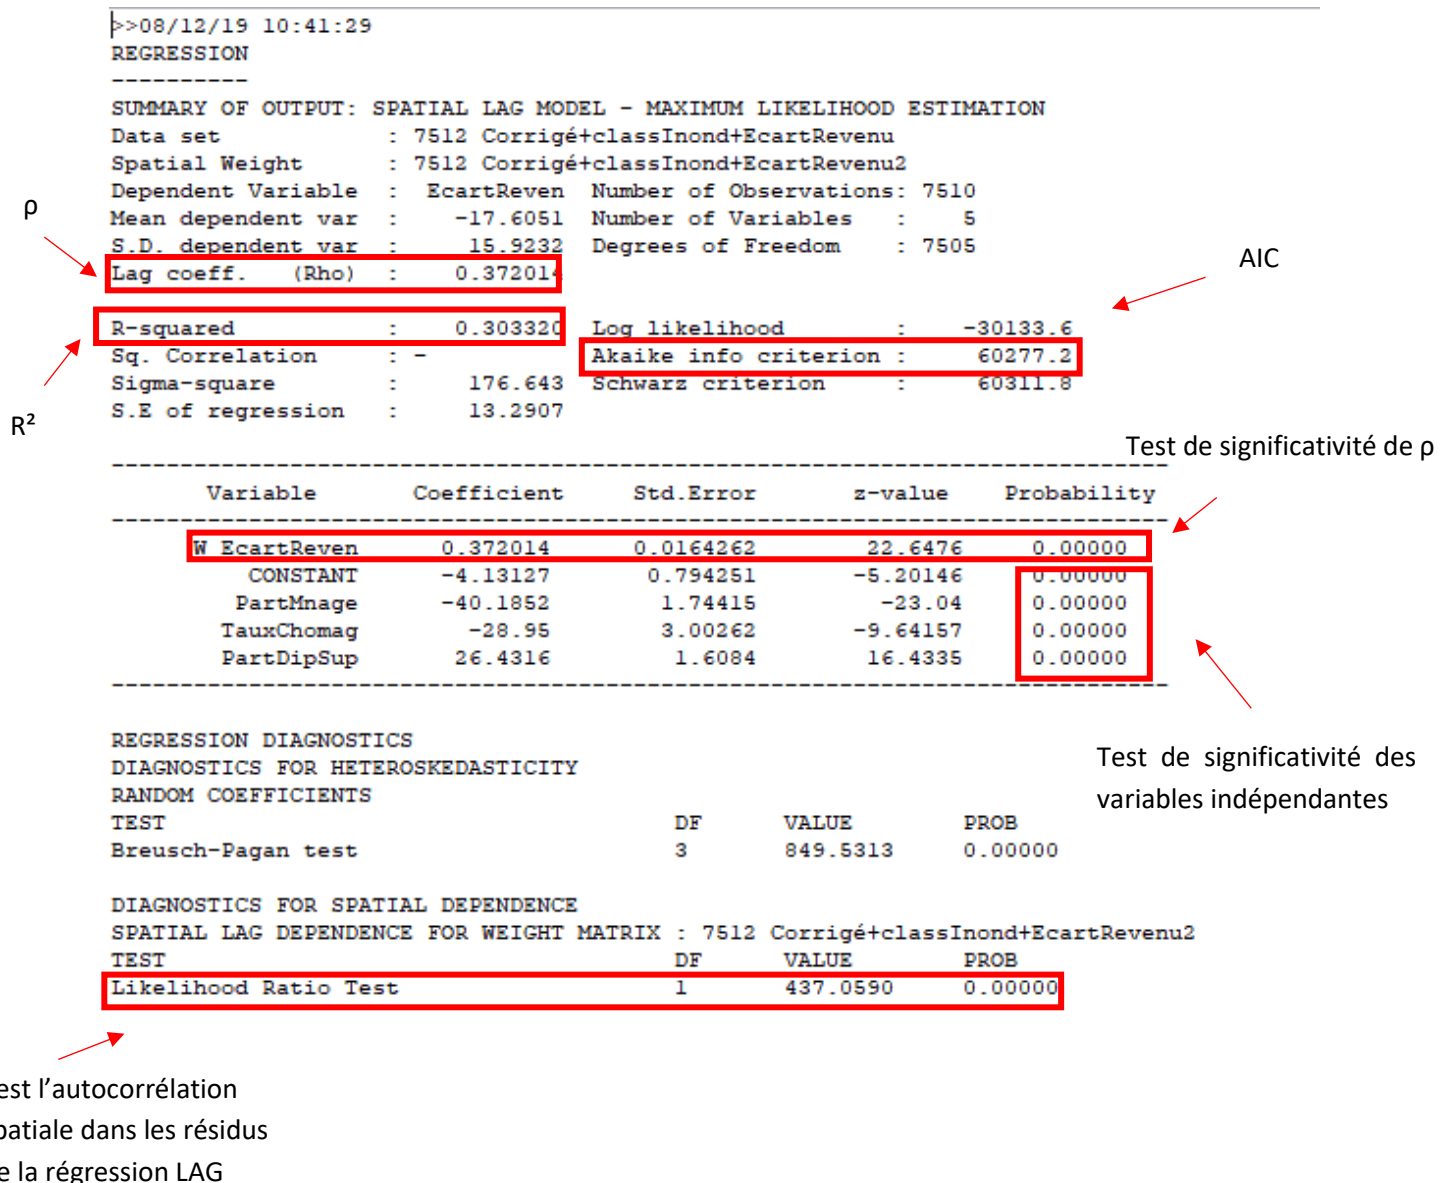 >>08/12/19 10:41:29
REGRESSION
----------
SUMMARY OF OUTPUT: SPATIAL LAG MODEL - MAXIMUM LIKELIHOOD ESTIMATION
Data set : 7512 Corrigé+classInond+EcartRevenu
Spatial Weight : 7512 Corrigé+classInond+EcartRevenu2
Dependent Variable : EcartReven Number of Observations: 7510
Mean dependent var : -17.6051 Number of Variables : 5
S.D. dependent var : 15.9232 Degrees of Freedom : 7505
Lag coeff. (Rho) : 0.372014
ρ
AIC
R-squared : 0.303320 Log likelihood : -30133.6
Sq. Correlation : - Akaike info criterion : 60277.2
Sigma-square : 176.643 Schwarz criterion : 60311.8
S.E of regression : 13.2907
R²
Test de significativité de ρ
Variable Coefficient Std.Error z-value Probability
W EcartReven 0.372014 0.0164262 22.6476 0.00000
CONSTANT -4.13127 0.794251 -5.20146 0.00000
PartMnage -40.1852 1.74415 -23.04 0.00000
TauxChomag -28.95 3.00262 -9.64157 0.00000
PartDipSup 26.4316 1.6084 16.4335 0.00000
Test de significativité des
variables indépendantes
REGRESSION DIAGNOSTICS
DIAGNOSTICS FOR HETEROSKEDASTICITY
RANDOM COEFFICIENTS
TEST DF VALUE PROB
Breusch-Pagan test 3 849.5313 0.00000
DIAGNOSTICS FOR SPATIAL DEPENDENCE
SPATIAL LAG DEPENDENCE FOR WEIGHT MATRIX : 7512 Corrigé+classInond+EcartRevenu2
TEST DF VALUE PROB
Likelihood Ratio Test 1 437.0590 0.00000
est l'autocorrélation
patiale dans les résidus
e la régression LAG